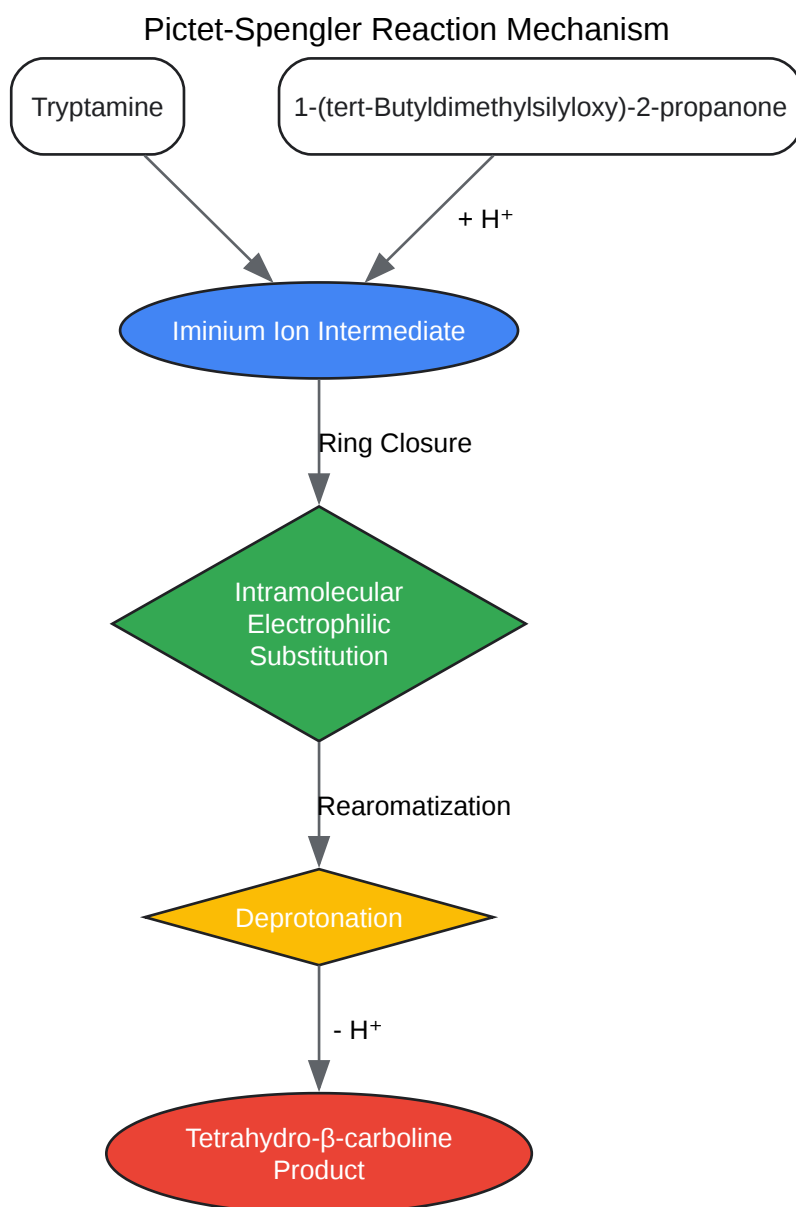 Pictet-Spengler Reaction Mechanism
Tryptamine
1-(tert-Butyldimethylsilyloxy)-2-propanone
+ H⁺
Iminium Ion Intermediate
Ring Closure
Intramolecular
Electrophilic
Substitution
Rearomatization
Deprotonation
- H⁺
Tetrahydro-β-carboline
Product